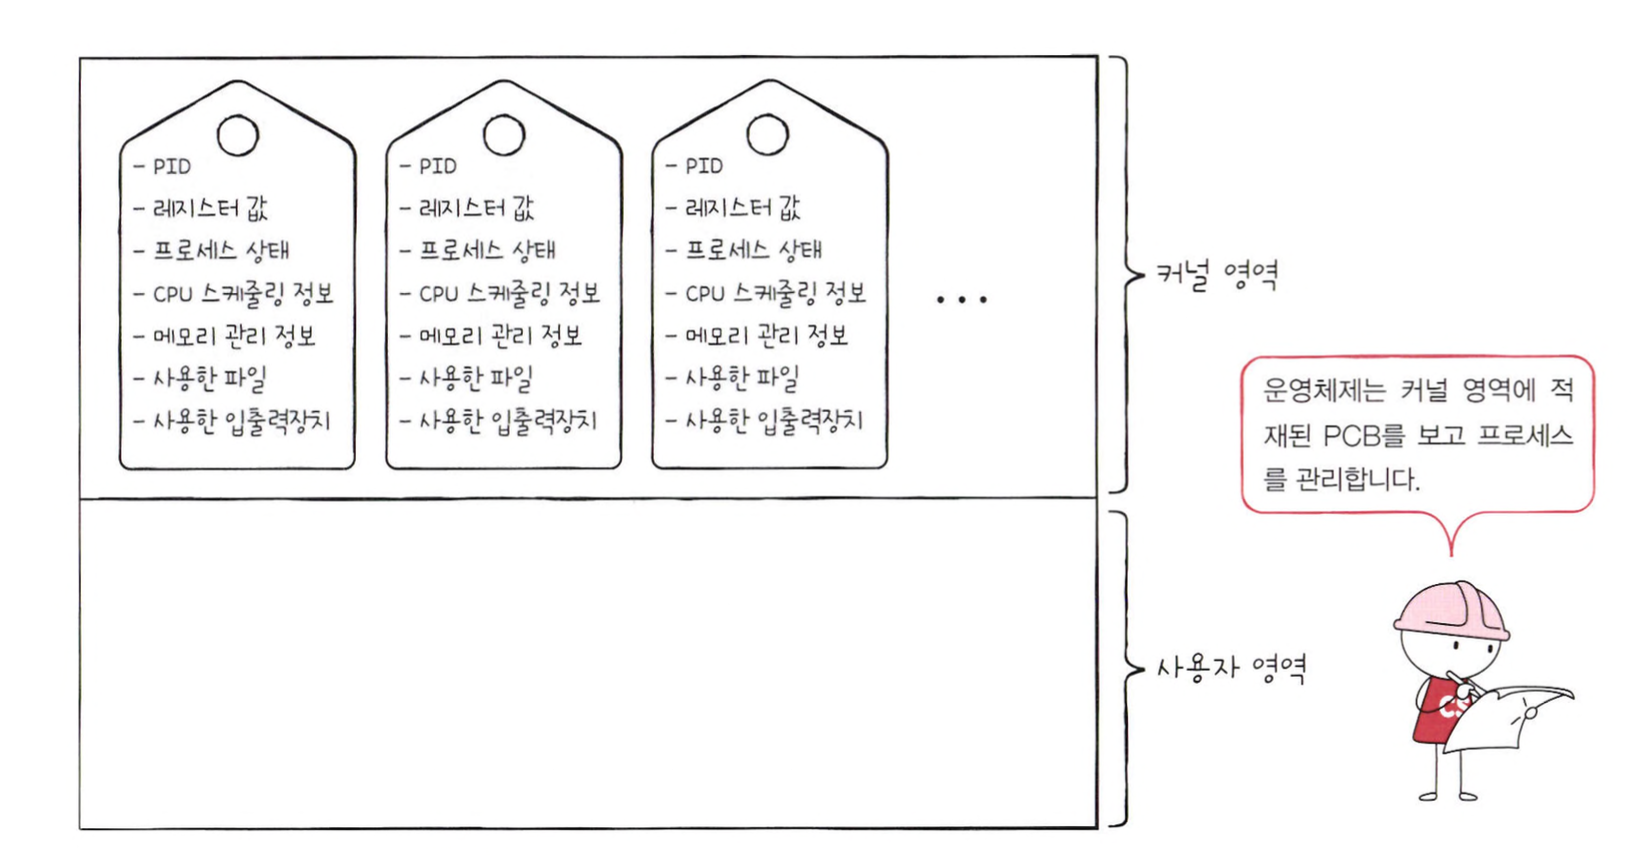 - PID
- 레지스터 값
- 프로세스 상태
- CPU 스케줄링 정보
- 메모리 관리 정보
- 사용한 파일
- 사용한 입출력장치
- PID
- 레지스터 값
- 프로세스 상태
- CPU 스케줄링 정보
- 메모리 관리 정보
- 사용한 파일
- 사용한 입출력장치
- PID
- 레지스터 값
- 프로세스 상태
- CPU 스케줄링 정보
- 메모리 관리 정보
- 사용한 파일
- 사용한 입출력장치
...
커널 영역
운영체제는 커널 영역에 적
재된 PCB를 보고 프로세스
를 관리합니다.
사용자 영역